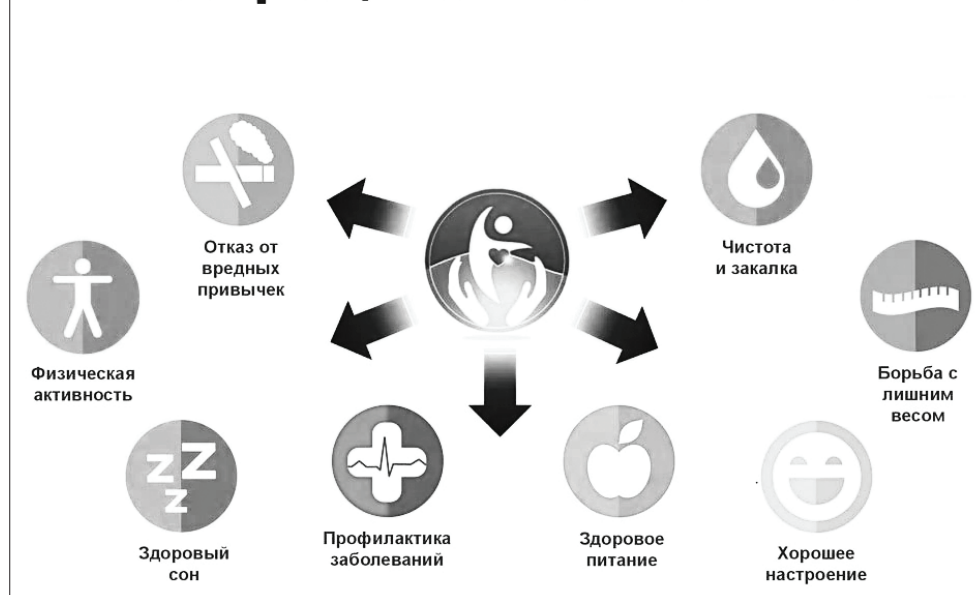 Отказ от
вредных
привычек
Чистота
и закалка
Физическая
активность
Борьба с
лишним
весом
Здоровый
сон
Профилактика
заболеваний
Здоровое
питание
Хорошее
настроение